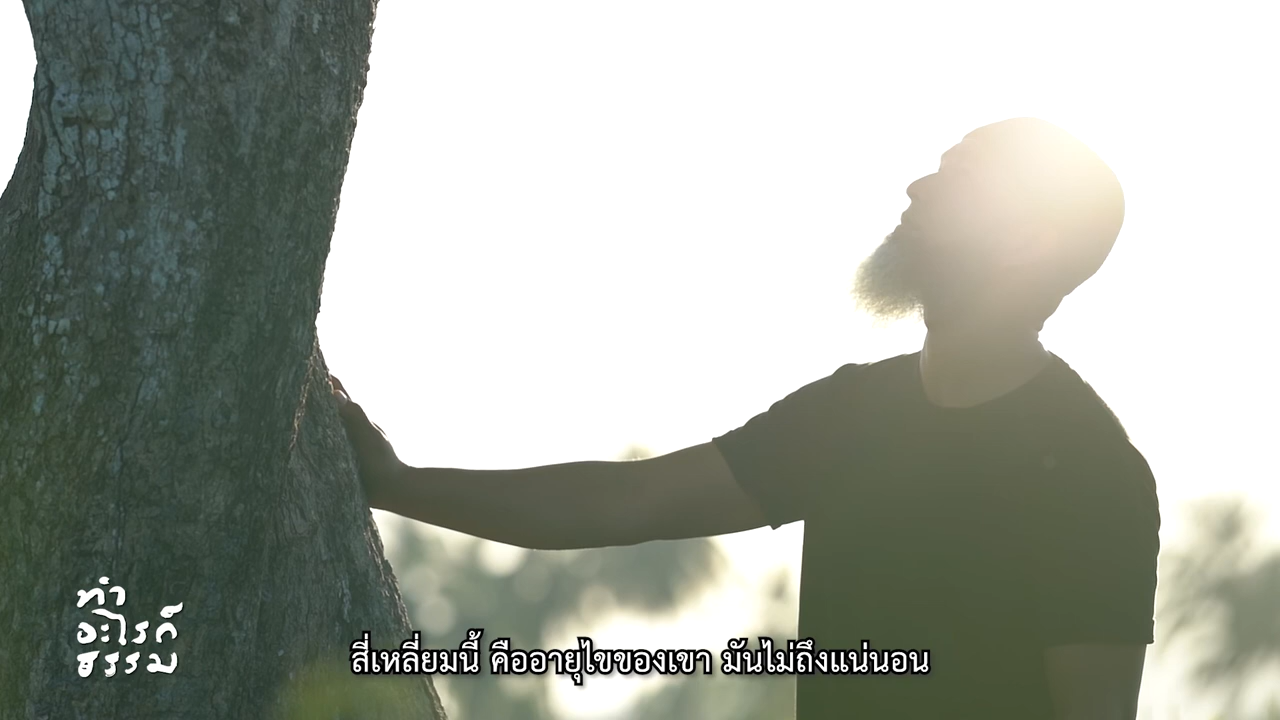 ทำ
อะไรก็
ธรรม
สี่เหลี่ยมนี้ คืออายุไขของเขา มันไม่ถึงแน่นอน